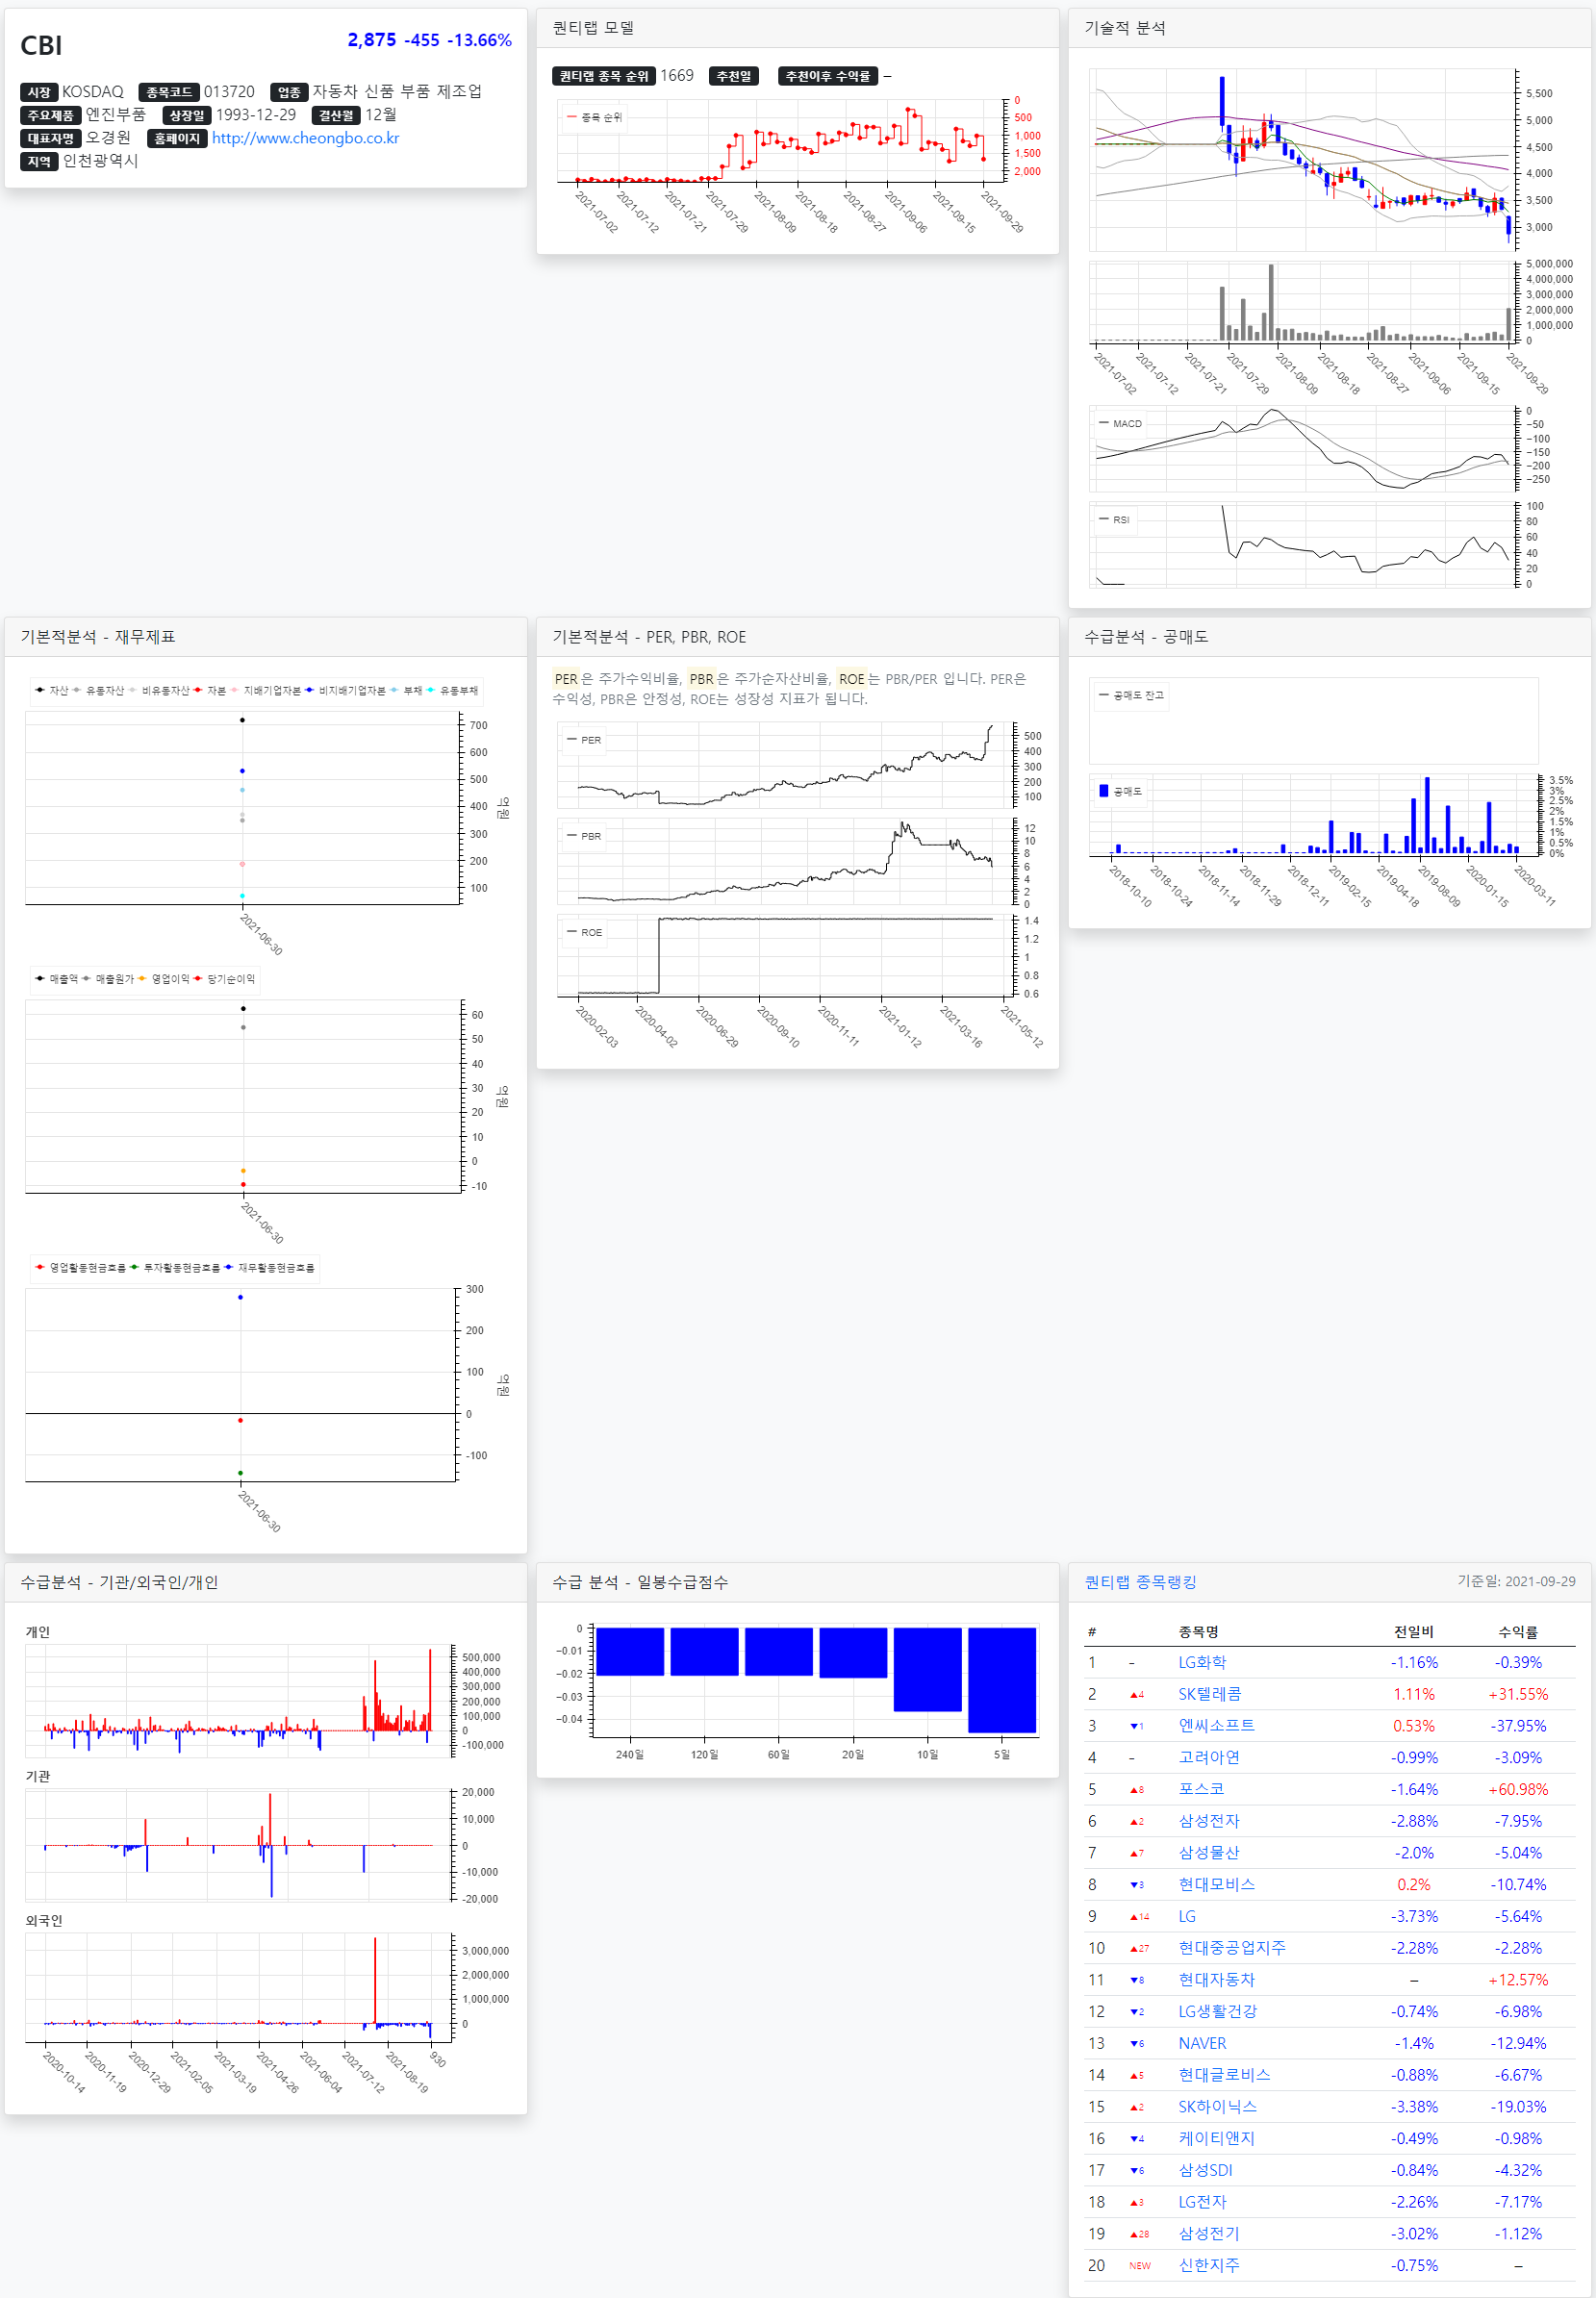 CBI
2,875 -455 -13.66%
시장 KOSDAQ 종목코드 013720 업종 자동차 신품 부품 제조업
주요제품 엔진부품 상장일 1993-12-29 결산월 12월
대표자명 오경원 홈페이지 http://www.cheongbo.co.kr
지역 인천광역시
퀀티랩 모델
퀀티랩 종목 순위 1669 추천일 추천이후 수익률 –
종목 순위
0
500
1,000
1,500
2,000
2021-07-02
2021-07-12
2021-07-21
2021-07-29
2021-08-09
2021-08-18
2021-08-27
2021-09-06
2021-09-15
2021-09-29
기술적 분석
5,500
5,000
4,500
4,000
3,500
3,000
5,000,000
4,000,000
3,000,000
2,000,000
1,000,000
0
2021-07-02
2021-07-12
2021-07-21
2021-07-29
2021-08-09
2021-08-18
2021-08-27
2021-09-06
2021-09-15
2021-09-29
MACD
0
−50
−100
−150
−200
−250
RSI
100
80
60
40
20
0
기본적분석 - 재무제표
자산 유동자산 비유동자산 자본 지배기업자본 비지배기업자본 부채 유동부채
700
600
500
400
300
200
100
억원
2021-06-30
매출액 매출원가 영업이익 당기순이익
60
50
40
30
20
10
0
-10
억원
2021-06-30
영업활동현금흐름 투자활동현금흐름 재무활동현금흐름
300
200
100
0
-100
억원
2021-06-30
기본적분석 - PER, PBR, ROE
PER은 주가수익비율, PBR은 주가순자산비율, ROE는 PBR/PER 입니다. PER은
수익성, PBR은 안정성, ROE는 성장성 지표가 됩니다.
PER
500
400
300
200
100
PBR
12
10
8
6
4
2
0
ROE
1.4
1.2
1
0.8
0.6
2020-02-03
2020-04-02
2020-06-29
2020-09-10
2020-11-11
2021-01-12
2021-03-16
2021-05-12
수급분석 - 공매도
공매도 잔고
공매도
3.5%
3%
2.5%
2%
1.5%
1%
0.5%
0%
2018-10-10
2018-10-24
2018-11-14
2018-11-29
2018-12-11
2019-02-15
2019-04-18
2019-08-09
2020-01-15
2020-03-11
수급분석 - 기관/외국인/개인
개인
500,000
400,000
300,000
200,000
100,000
0
-100,000
기관
20,000
10,000
0
-10,000
-20,000
외국인
3,000,000
2,000,000
1,000,000
0
2020-10-14
2020-11-19
2020-12-29
2021-02-05
2021-03-19
2021-04-26
2021-06-04
2021-07-12
2021-08-19
930
수급 분석 - 일봉수급점수
0
−0.01
−0.02
−0.03
−0.04
240일 120일 60일 20일 10일 5일
퀀티랩 종목랭킹 기준일: 2021-09-29
# 종목명 전일비 수익률
1 - LG화학 -1.16% -0.39%
2 ▲4 SK텔레콤 1.11% +31.55%
3 ▼1 엔씨소프트 0.53% -37.95%
4 - 고려아연 -0.99% -3.09%
5 ▲8 포스코 -1.64% +60.98%
6 ▲2 삼성전자 -2.88% -7.95%
7 ▲7 삼성물산 -2.0% -5.04%
8 ▼3 현대모비스 0.2% -10.74%
9 ▲14 LG -3.73% -5.64%
10 ▲27 현대중공업지주 -2.28% -2.28%
11 ▼8 현대자동차 – +12.57%
12 ▼2 LG생활건강 -0.74% -6.98%
13 ▼6 NAVER -1.4% -12.94%
14 ▲5 현대글로비스 -0.88% -6.67%
15 ▲2 SK하이닉스 -3.38% -19.03%
16 ▼4 케이티앤지 -0.49% -0.98%
17 ▼6 삼성SDI -0.84% -4.32%
18 ▲3 LG전자 -2.26% -7.17%
19 ▲28 삼성전기 -3.02% -1.12%
20 NEW 신한지주 -0.75% –